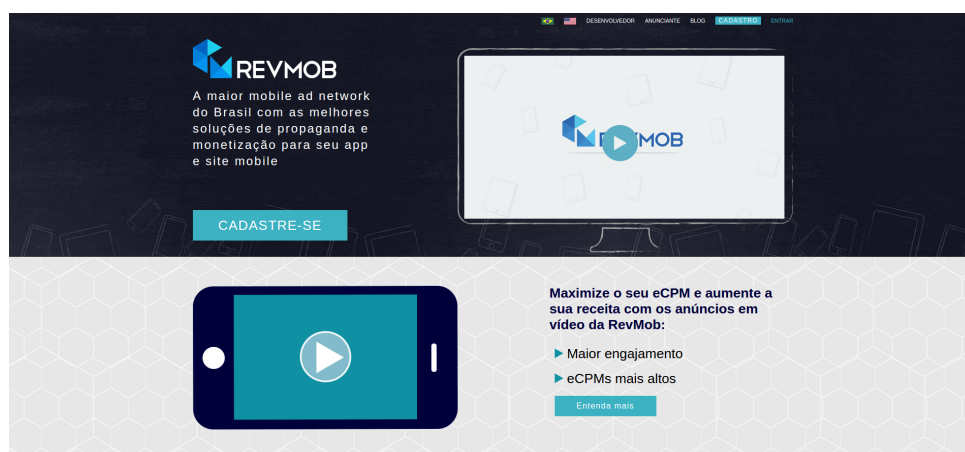 DESENVOLVEDOR ANUNCIANTE BLOG CADASTRO ENTRAR
REVMOB
A maior mobile ad network
do Brasil com as melhores
soluções de propaganda e
monetização para seu app
e site mobile
CADASTRE-SE
MOB
Maximize o seu eCPM e aumente a
sua receita com os anúncios em
vídeo da RevMob:
Maior engajamento
eCPMs mais altos
Entenda mais